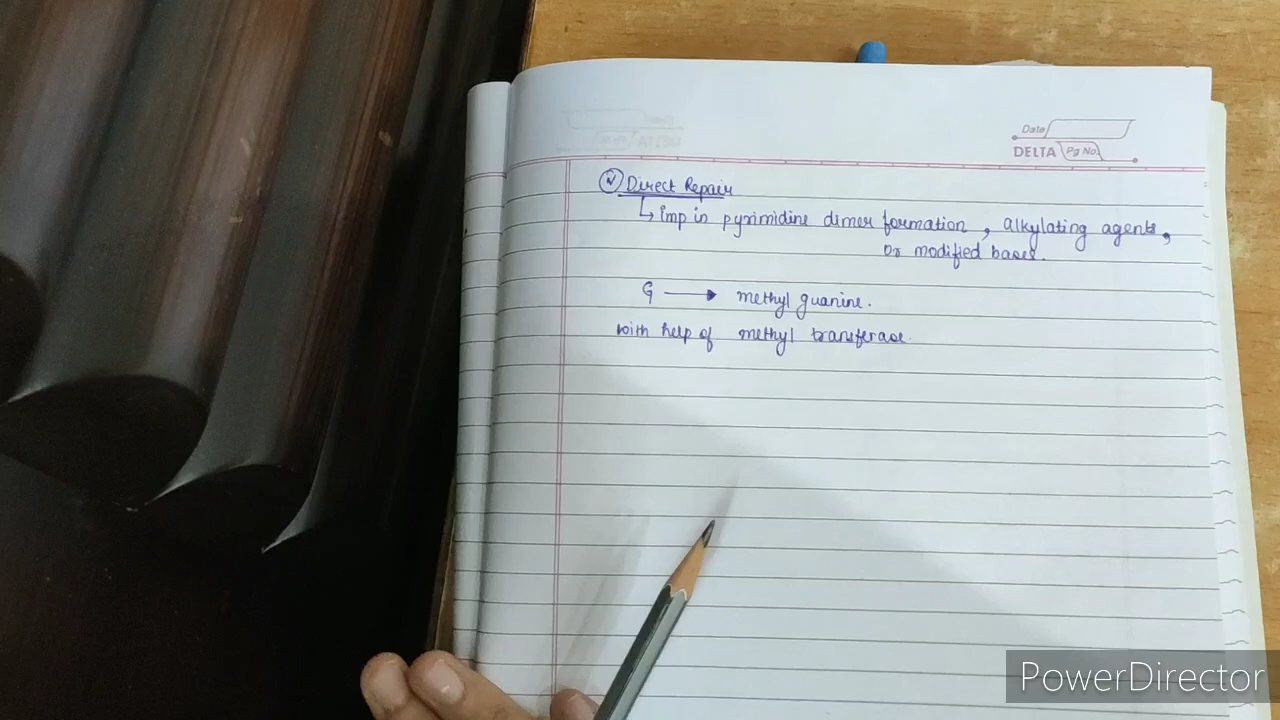 Date
DELTA Pg No.
Direct Repair
↳ Imp in pyrimidine dimer formation, alkylating agents,
or modified bases.
G → methyl guanine.
with help of methyl transferase.
PowerDirector